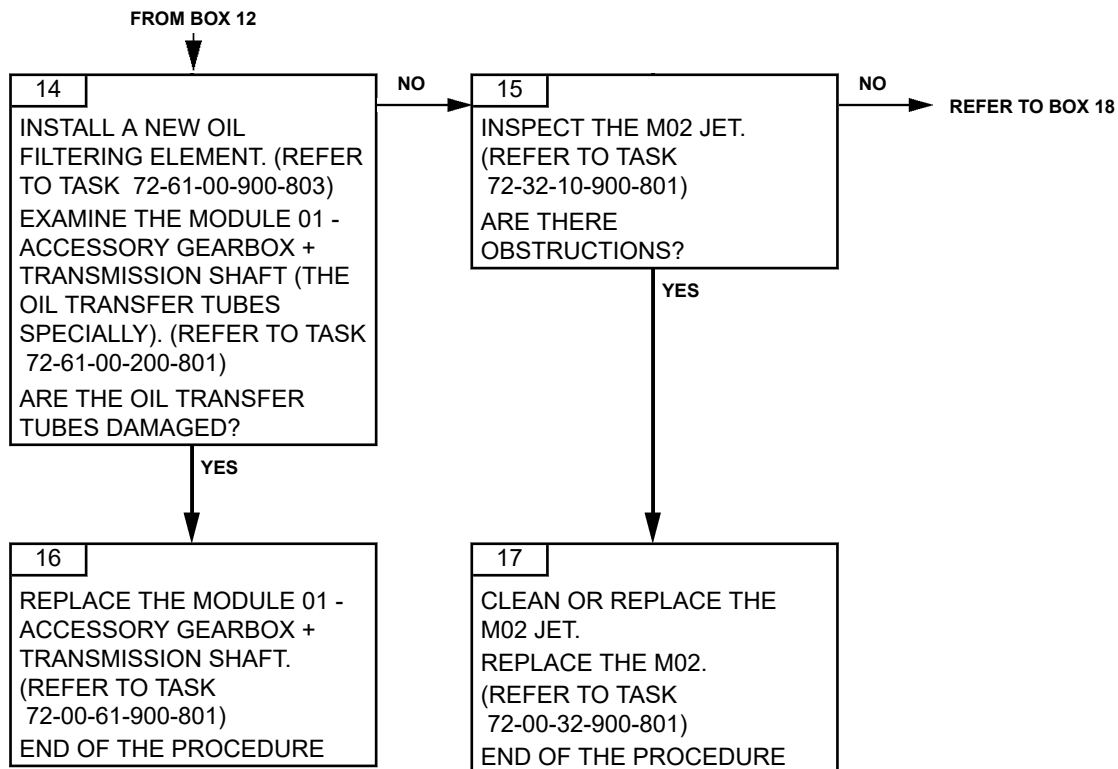 FROM BOX 12
14
INSTALL A NEW OIL
FILTERING ELEMENT. (REFER
TO TASK 72-61-00-900-803)
EXAMINE THE MODULE 01 -
ACCESSORY GEARBOX +
TRANSMISSION SHAFT (THE
OIL TRANSFER TUBES
SPECIALLY). (REFER TO TASK
72-61-00-200-801)
ARE THE OIL TRANSFER
TUBES DAMAGED?
NO
15
INSPECT THE M02 JET.
(REFER TO TASK
72-32-10-900-801)
ARE THERE
OBSTRUCTIONS?
NO
REFER TO BOX 18
YES
YES
16
REPLACE THE MODULE 01 -
ACCESSORY GEARBOX +
TRANSMISSION SHAFT.
(REFER TO TASK
72-00-61-900-801)
END OF THE PROCEDURE
17
CLEAN OR REPLACE THE
M02 JET.
REPLACE THE M02.
(REFER TO TASK
72-00-32-900-801)
END OF THE PROCEDURE